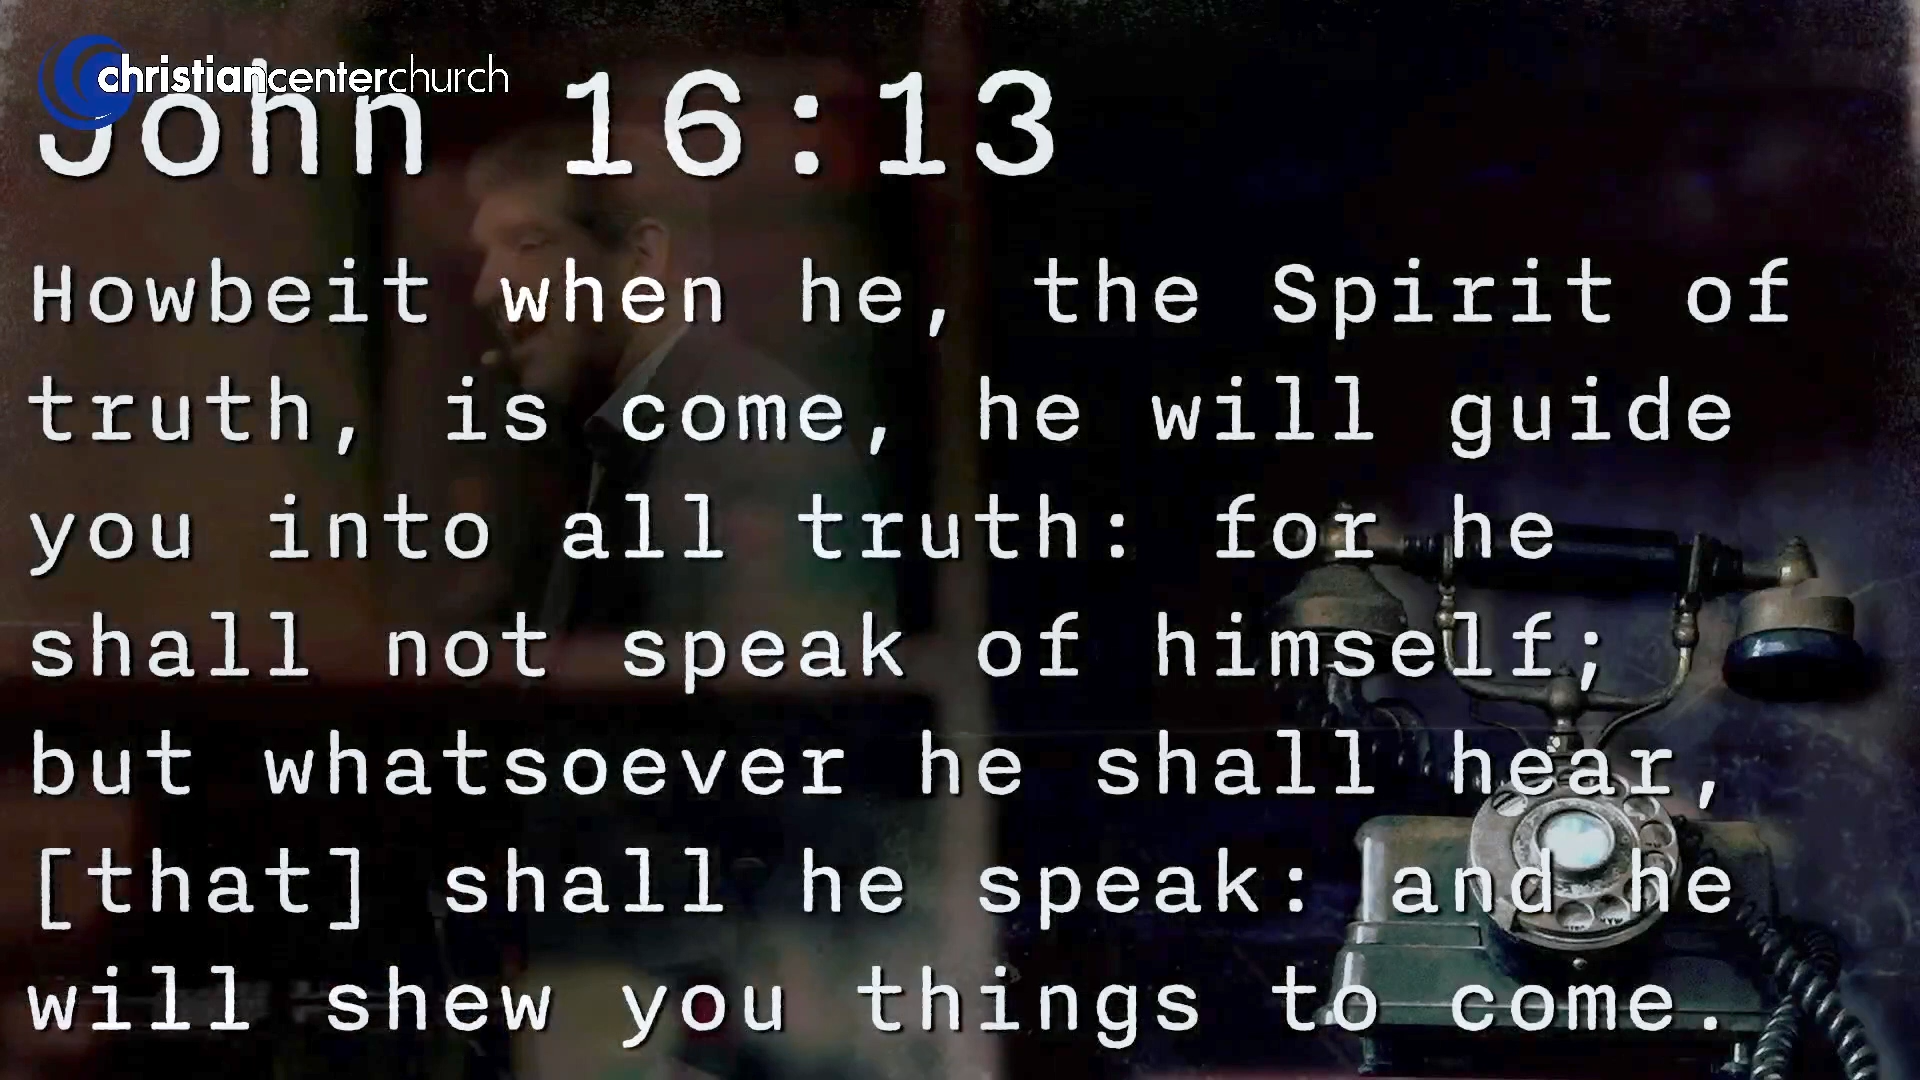 christiancenterchurch
John 16:13
Howbeit when he, the Spirit of
truth, is come, he will guide
you into all truth: for he
shall not speak of himself;
but whatsoever he shall hear,
[that] shall he speak: and he
will shew you things to come.